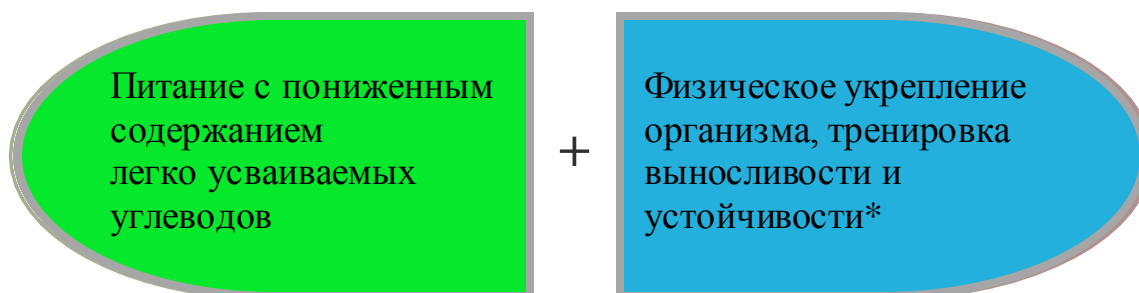 Питание с пониженным
содержанием
легко усваиваемых
углеводов
+
Физическое укрепление
организма, тренировка
выносливости и
устойчивости*